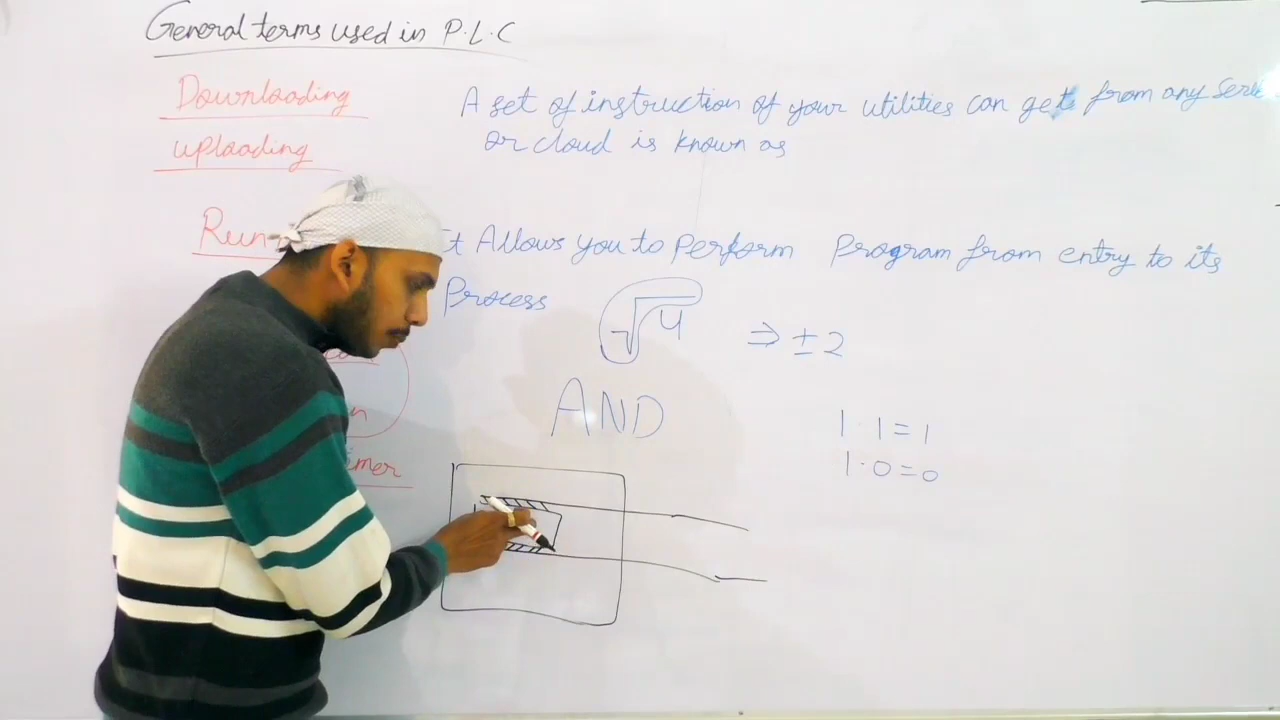 General terms used in P.L.C
Downloading
uploading
A set of instruction of your utilities can get from any
or cloud is known as
Run
It Allows you to Perform Program from entry to its
Process
√4 ⇒ ±2
AND
1·1=1
1·0=0